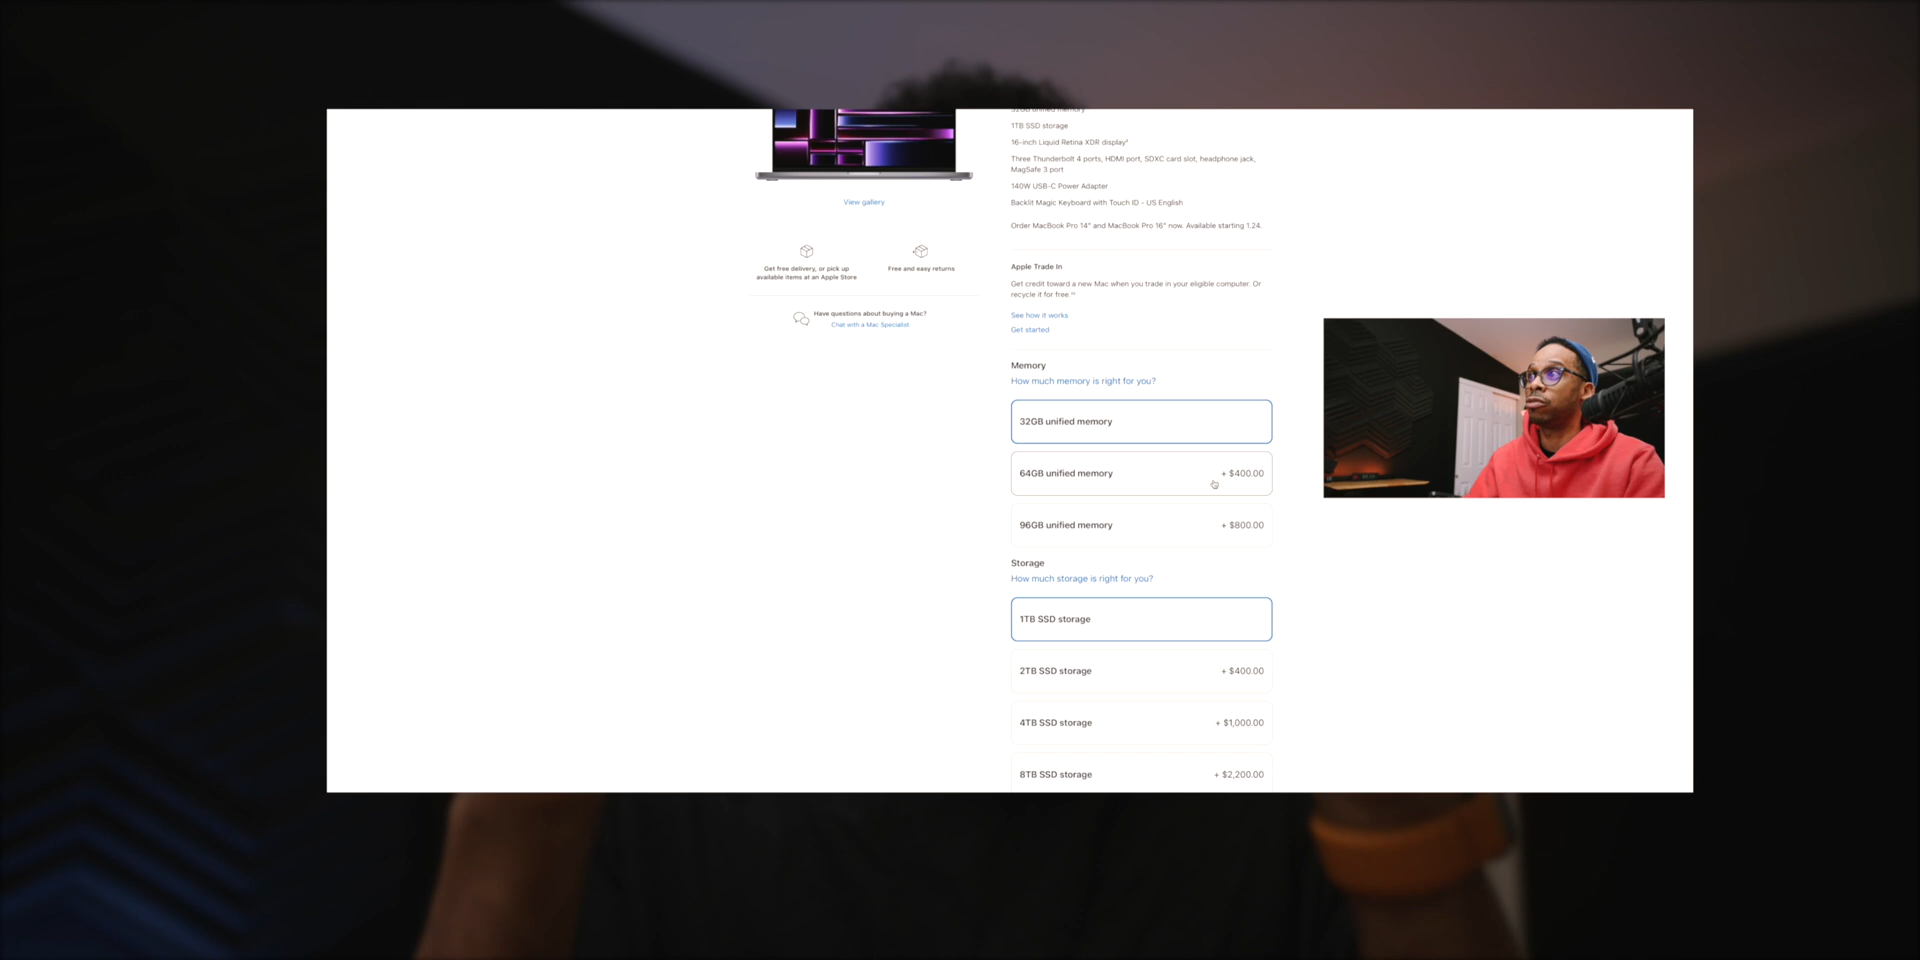 32GB unified memory
1TB SSD storage
16-inch Liquid Retina XDR display²
Three Thunderbolt 4 ports, HDMI port, SDXC card slot, headphone jack,
MagSafe 3 port
140W USB-C Power Adapter
Backlit Magic Keyboard with Touch ID - US English
Order MacBook Pro 14" and MacBook Pro 16" now. Available starting 1.24.
View gallery
Get free delivery, or pick up
available items at an Apple Store
Free and easy returns
Have questions about buying a Mac?
Chat with a Mac Specialist
Apple Trade In
Get credit toward a new Mac when you trade in your eligible computer. Or
recycle it for free.
See how it works
Get started
Memory
How much memory is right for you?
32GB unified memory
64GB unified memory + $400.00
96GB unified memory + $800.00
Storage
How much storage is right for you?
1TB SSD storage
2TB SSD storage + $400.00
4TB SSD storage + $1,000.00
8TB SSD storage + $2,200.00